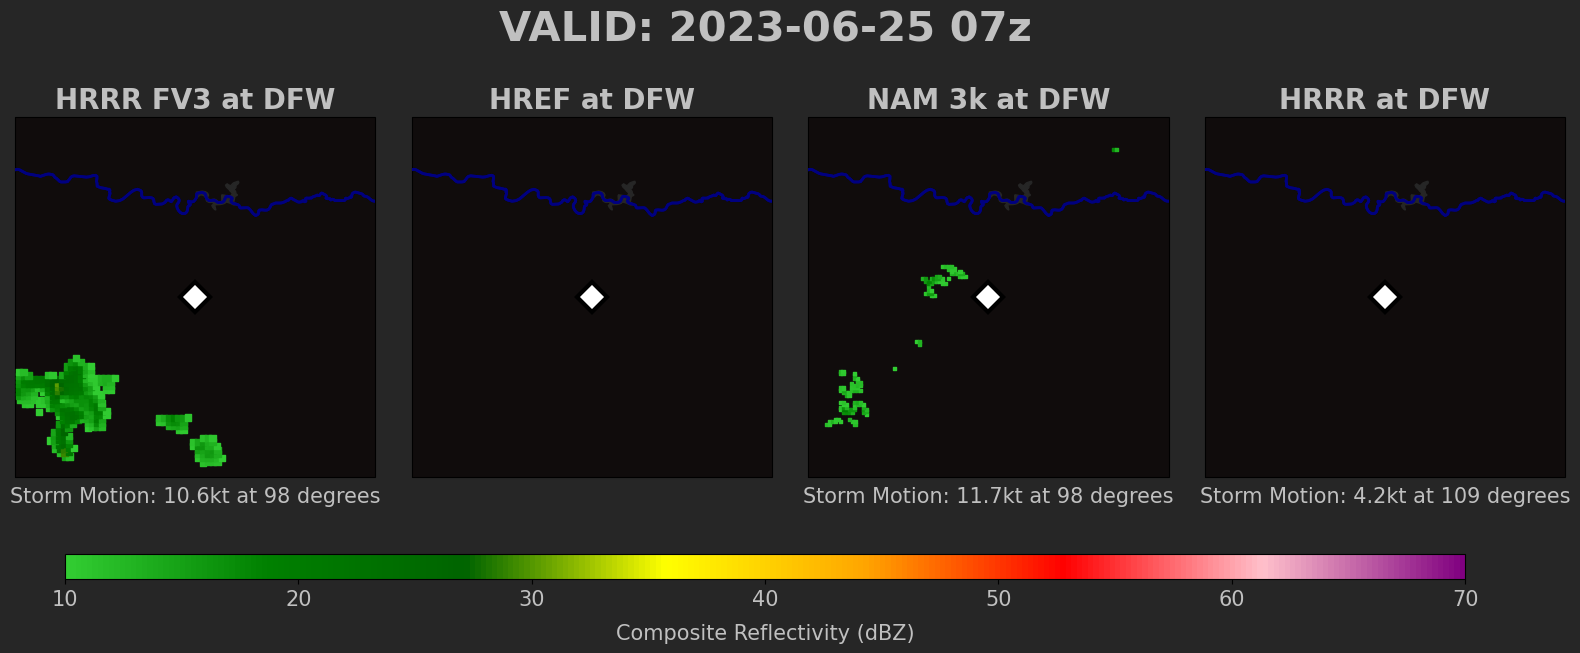 VALID: 2023-06-25 07z
HRRR FV3 at DFW
HREF at DFW
NAM 3k at DFW
HRRR at DFW
Storm Motion: 10.6kt at 98 degrees
Storm Motion: 11.7kt at 98 degrees
Storm Motion: 4.2kt at 109 degrees
10 20 30 40 50 60 70
Composite Reflectivity (dBZ)